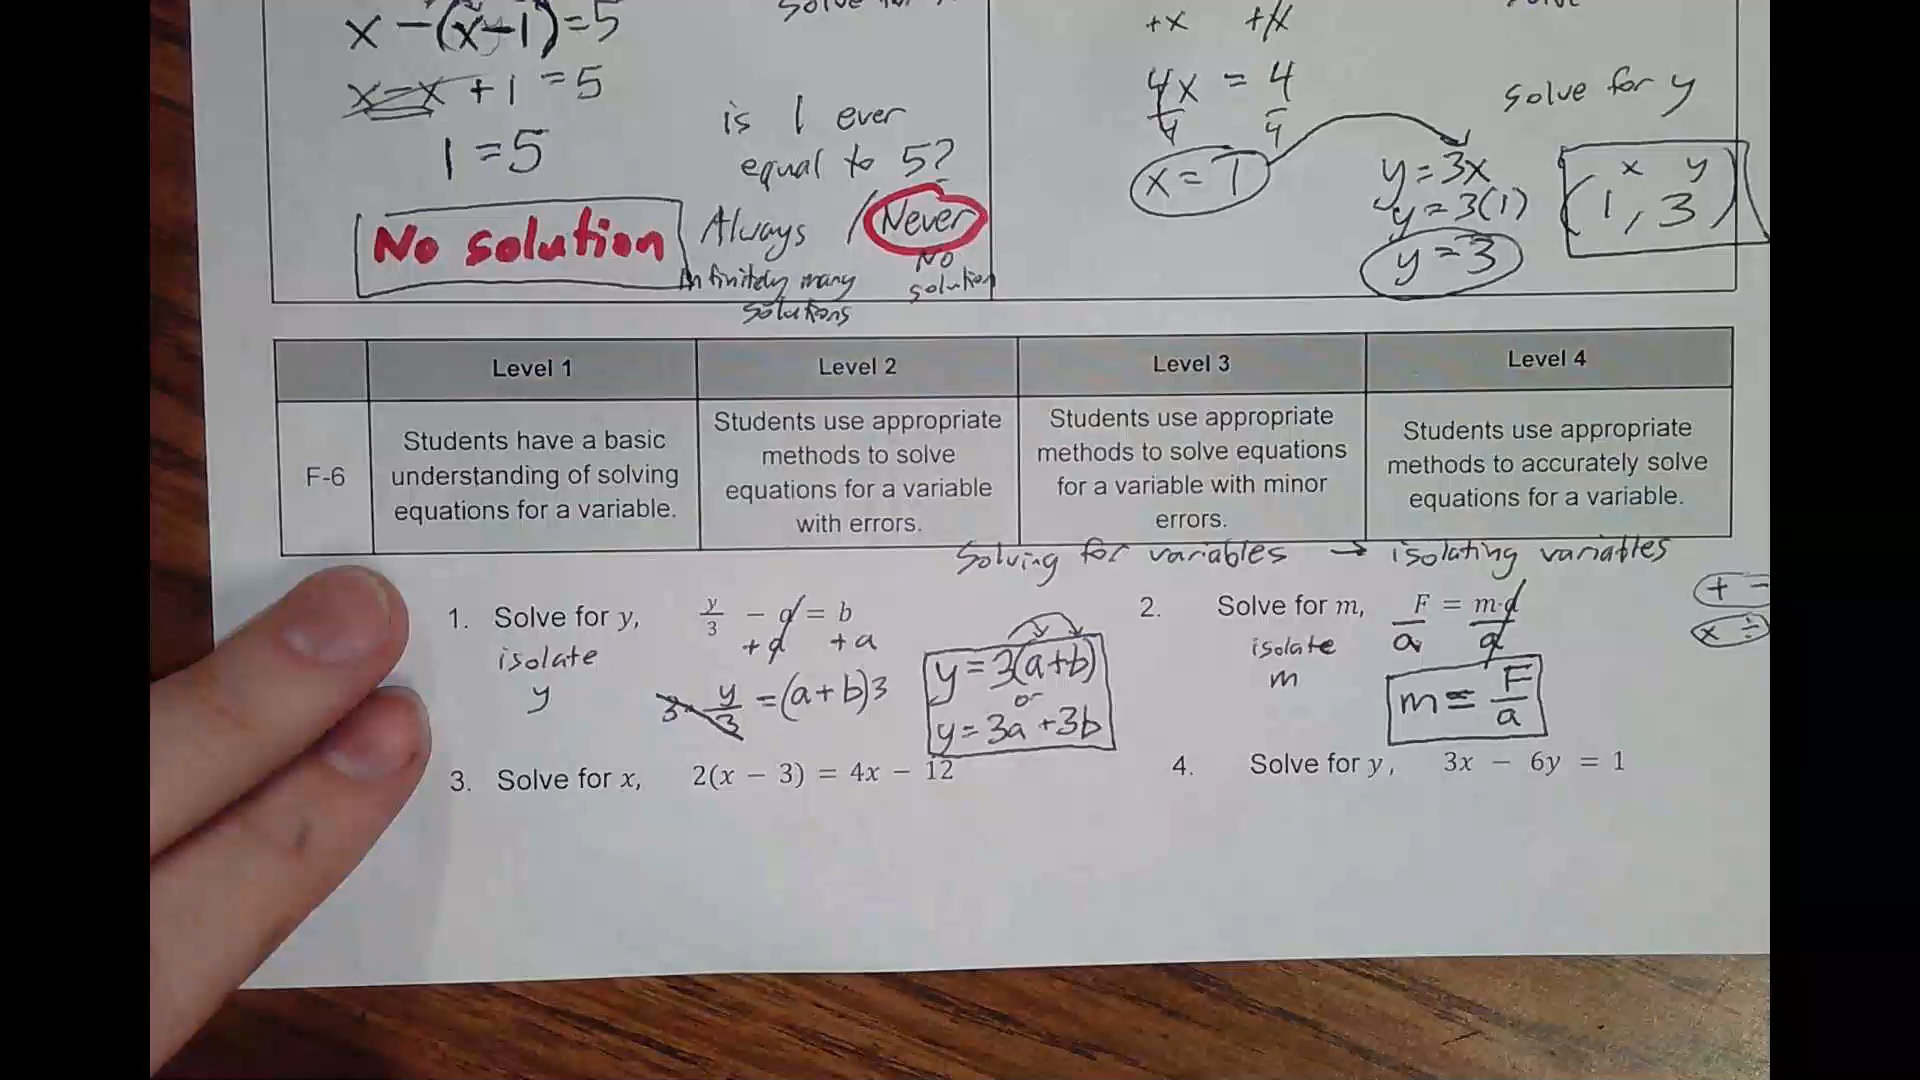 x - (x-1) = 5
x - x + 1 = 5
1 = 5
is 1 ever
equal to 5?
Always / Never
Infinitely many
solutions
No
solution
No solution
+x +x
4x = 4
4 4
x = 1
solve for y
y = 3x
y = 3(1)
y = 3
x y
(1, 3)
Level 1 Level 2 Level 3 Level 4
F-6
Students have a basic
understanding of solving
equations for a variable.
Students use appropriate
methods to solve
equations for a variable
with errors.
Students use appropriate
methods to solve equations
for a variable with minor
errors.
Students use appropriate
methods to accurately solve
equations for a variable.
Solving for variables → isolating variables
+ -
x ÷
1. Solve for y, y/3 - a = b
+a +a
isolate
y
3· y/3 = (a+b)3
y = 3(a+b)
or
y = 3a + 3b
2. Solve for m, F = m·a
a a
isolate
m
m = F/a
3. Solve for x, 2(x − 3) = 4x − 12
4. Solve for y, 3x − 6y = 1